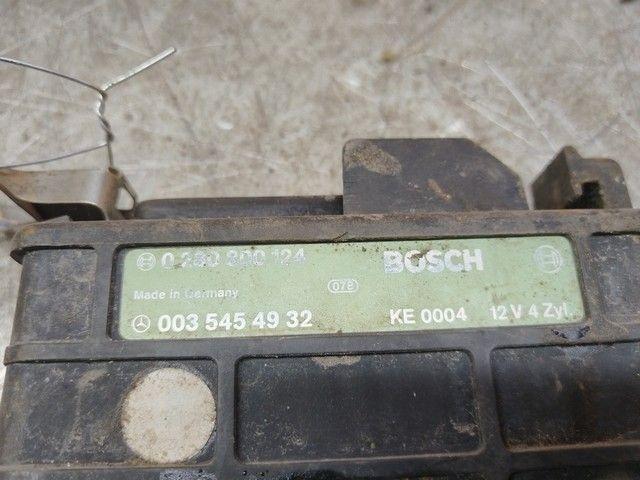 0 280 800 124 BOSCH
Made in Germany 078
003 545 49 32 KE 0004 12 V 4 Zyl.